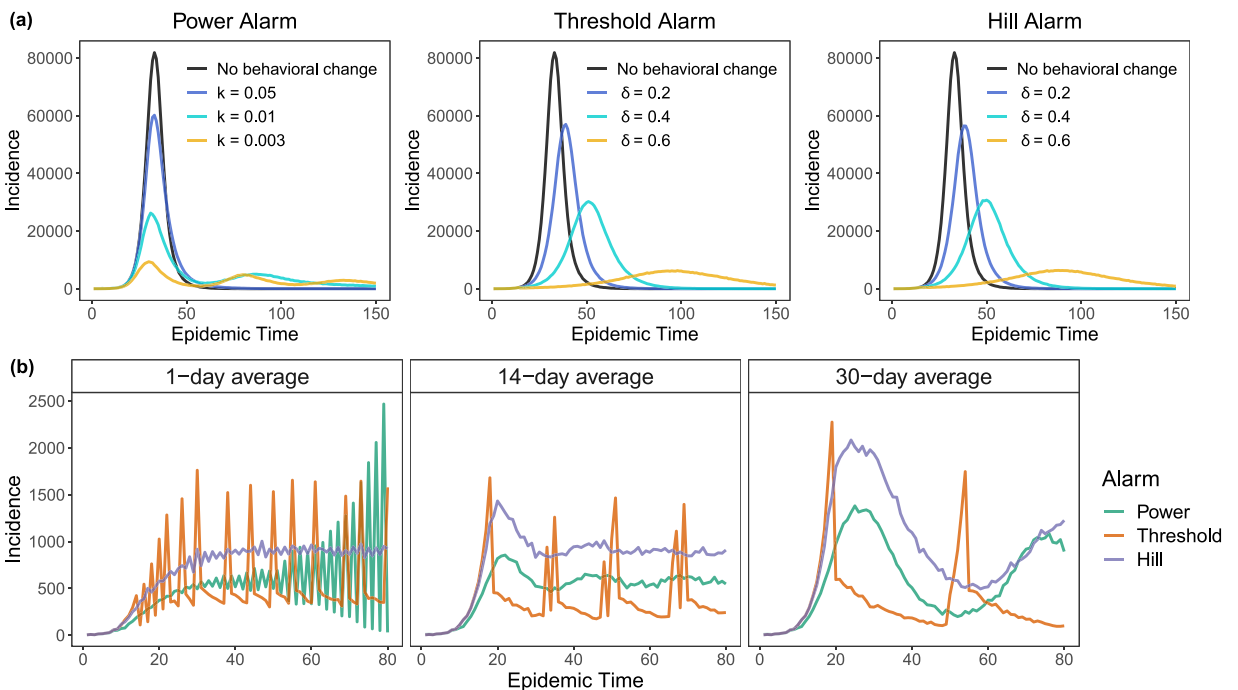 (a)
Power Alarm
Threshold Alarm
Hill Alarm
Incidence
80000
60000
40000
20000
0
No behavioral change
k = 0.05
k = 0.01
k = 0.003
0
50
100
150
Epidemic Time
Incidence
80000
60000
40000
20000
0
No behavioral change
δ = 0.2
δ = 0.4
δ = 0.6
0
50
100
150
Epidemic Time
Incidence
80000
60000
40000
20000
0
No behavioral change
δ = 0.2
δ = 0.4
δ = 0.6
0
50
100
150
Epidemic Time
(b)
1−day average
14−day average
30−day average
Incidence
2500
2000
1500
1000
500
0
0
20
40
60
80
0
20
40
60
80
0
20
40
60
80
Epidemic Time
Alarm
Power
Threshold
Hill